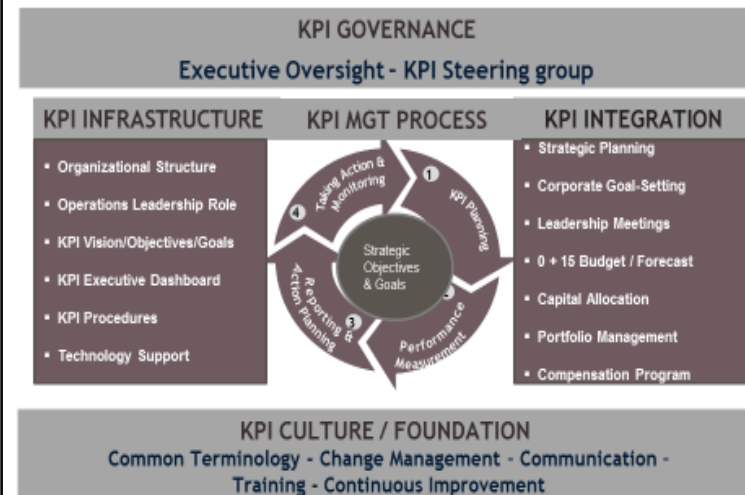 KPI GOVERNANCE
Executive Oversight - KPI Steering group
KPI INFRASTRUCTURE
▪ Organizational Structure
▪ Operations Leadership Role
▪ KPI Vision/Objectives/Goals
▪ KPI Executive Dashboard
▪ KPI Procedures
▪ Technology Support
KPI MGT PROCESS
1
KPI Planning
Performance
Measurement
3
Reporting &
Action Planning
4
Taking Action &
Monitoring
Strategic
Objectives
& Goals
KPI INTEGRATION
▪ Strategic Planning
▪ Corporate Goal-Setting
▪ Leadership Meetings
▪ 0 + 15 Budget / Forecast
▪ Capital Allocation
▪ Portfolio Management
▪ Compensation Program
KPI CULTURE / FOUNDATION
Common Terminology - Change Management - Communication -
Training - Continuous Improvement